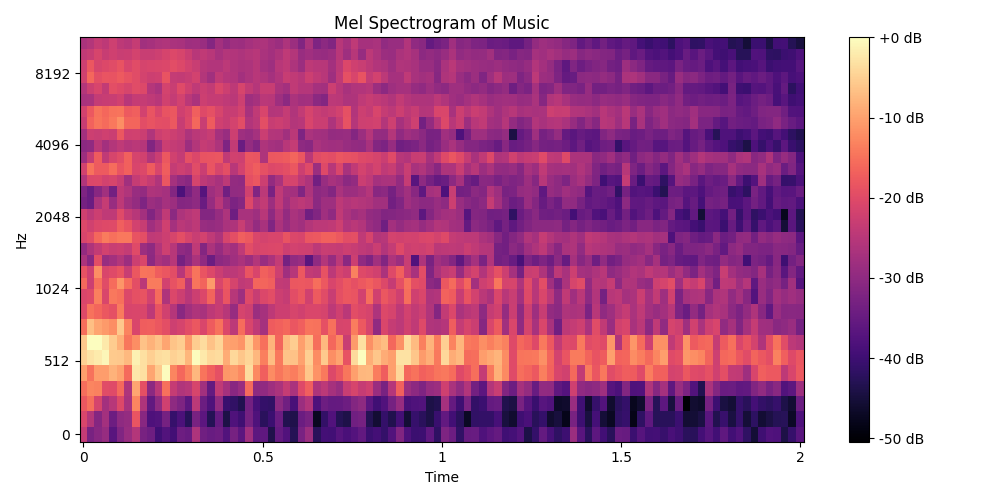 Mel Spectrogram of Music
Hz
8192
4096
2048
1024
512
0
0
0.5
1
1.5
2
Time
+0 dB
-10 dB
-20 dB
-30 dB
-40 dB
-50 dB